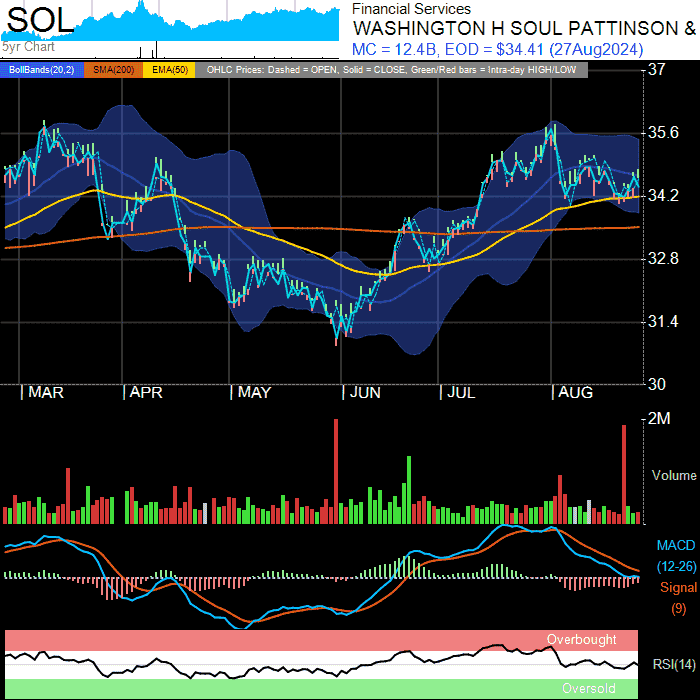 SOL
5yr Chart
Financial Services
WASHINGTON H SOUL PATTINSON &
MC = 12.4B, EOD = $34.41 (27Aug2024)
BollBands(20,2) SMA(200) EMA(50) OHLC Prices: Dashed = OPEN, Solid = CLOSE, Green/Red bars = Intra-day HIGH/LOW
37
35.6
34.2
32.8
31.4
30
| MAR | APR | MAY | JUN | JUL | AUG
2M
Volume
MACD
(12-26)
Signal
(9)
Overbought
RSI(14)
Oversold